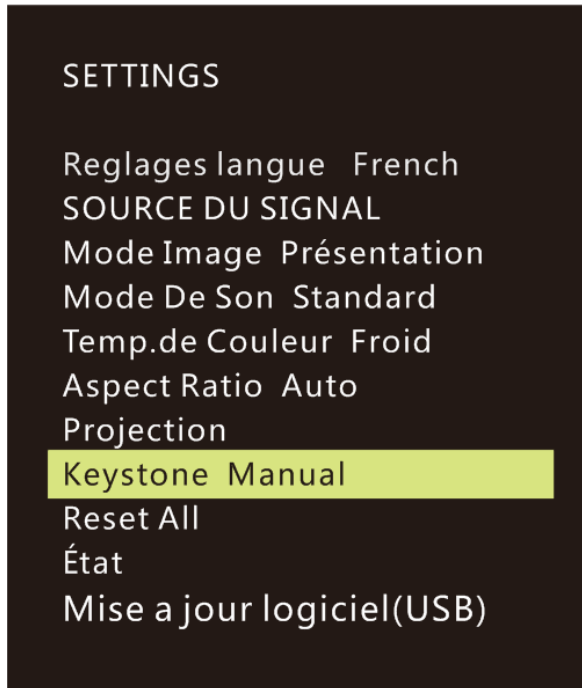 SETTINGS
Reglages langue French
SOURCE DU SIGNAL
Mode Image Présentation
Mode De Son Standard
Temp.de Couleur Froid
Aspect Ratio Auto
Projection
Keystone Manual
Reset All
État
Mise a jour logiciel(USB)